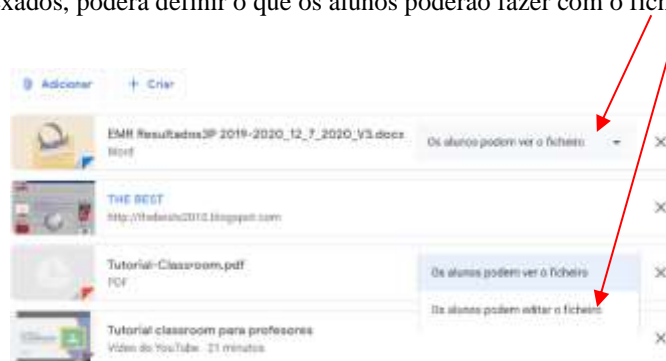 xados, poderá definir o que os alunos poderão fazer com o fich
Adicionar + Criar
EMR Resultados3P 2019-2020_12_7_2020_V3.docx Os alunos podem ver o ficheiro
Word
THE BEST
Tutorial-Classroom.pdf
PDF
Os alunos podem ver o ficheiro
Os alunos podem editar o ficheiro
Tutorial classroom para profesores
Vídeo do YouTube 21 minutos